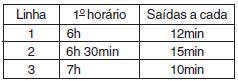 Linha 1º horário Saídas a cada
1 6h 12min
2 6h 30min 15min
3 7h 10min